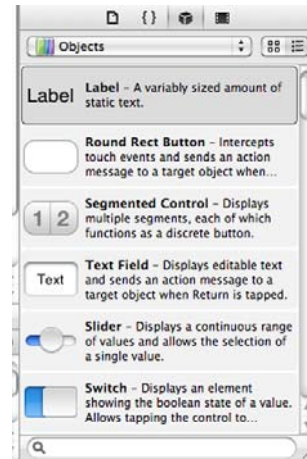 { }
Objects
Label
Label – A variably sized amount of
static text.
Round Rect Button – Intercepts
touch events and sends an action
message to a target object when...
1 2
Segmented Control – Displays
multiple segments, each of which
functions as a discrete button.
Text
Text Field – Displays editable text
and sends an action message to a
target object when Return is tapped.
Slider – Displays a continuous range
of values and allows the selection of
a single value.
Switch – Displays an element
showing the boolean state of a value.
Allows tapping the control to...